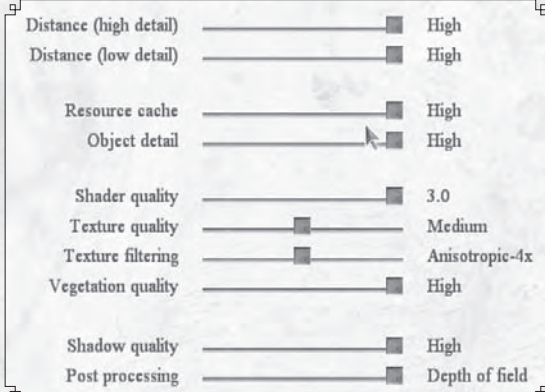 Distance (high detail) High
Distance (low detail) High
Resource cache High
Object detail High
Shader quality 3.0
Texture quality Medium
Texture filtering Anisotropic-4x
Vegetation quality High
Shadow quality High
Post processing Depth of field